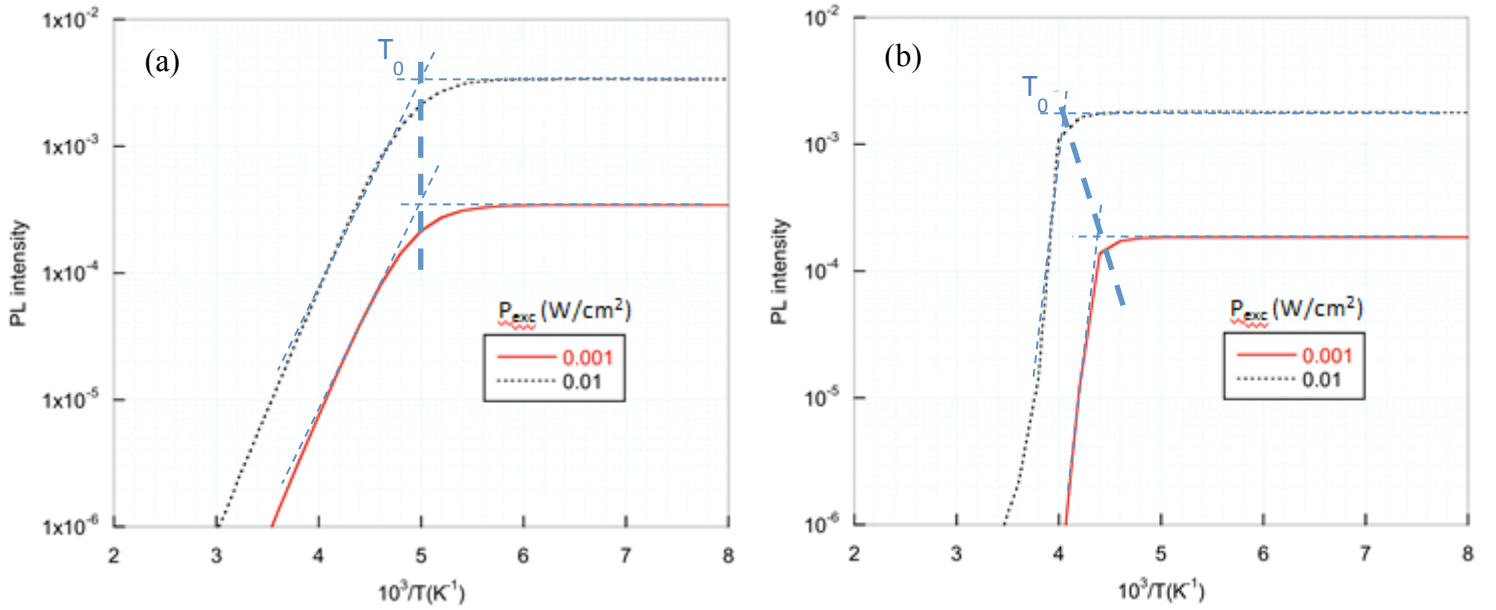 (a)
T0
1x10-2
1x10-3
1x10-4
1x10-5
1x10-6
PL intensity
Pexc (W/cm2)
0.001
0.01
2 3 4 5 6 7 8
103/T(K-1)
(b)
T0
10-2
10-3
10-4
10-5
10-6
PL intensity
Pexc (W/cm2)
0.001
0.01
2 3 4 5 6 7 8
103/T(K-1)